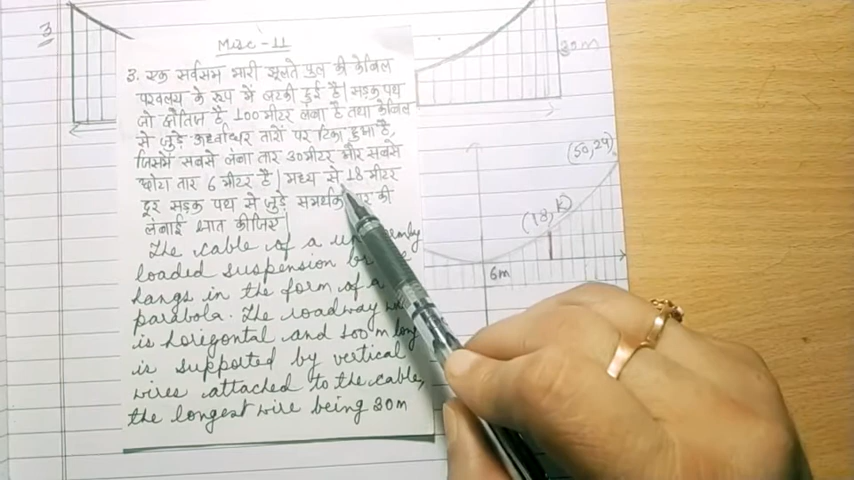 3
Misc - 11
3. एक सर्वसम भारी झूलते पुल की केबिल
परवलय के रूप में लटकी हुई है। सड़क पथ
जो क्षैतिज है 100 मीटर लंबा है तथा केबिल
से जुड़े ऊर्ध्वाधर तारों पर टिका हुआ है,
जिसमें सबसे लंबा तार 30 मीटर और सबसे
छोटा तार 6 मीटर है। मध्य से 18 मीटर
दूर सड़क पथ से जुड़े समर्थक की
लंबाई ज्ञात कीजिए।
The cable of a
loaded suspension
hangs in the form of a
parabola. The roadway
is horizontal and 100 m long
is supported by vertical
wires attached to the cable,
the longest wire being 30m
30m
(50,24)
(18,k)
6m